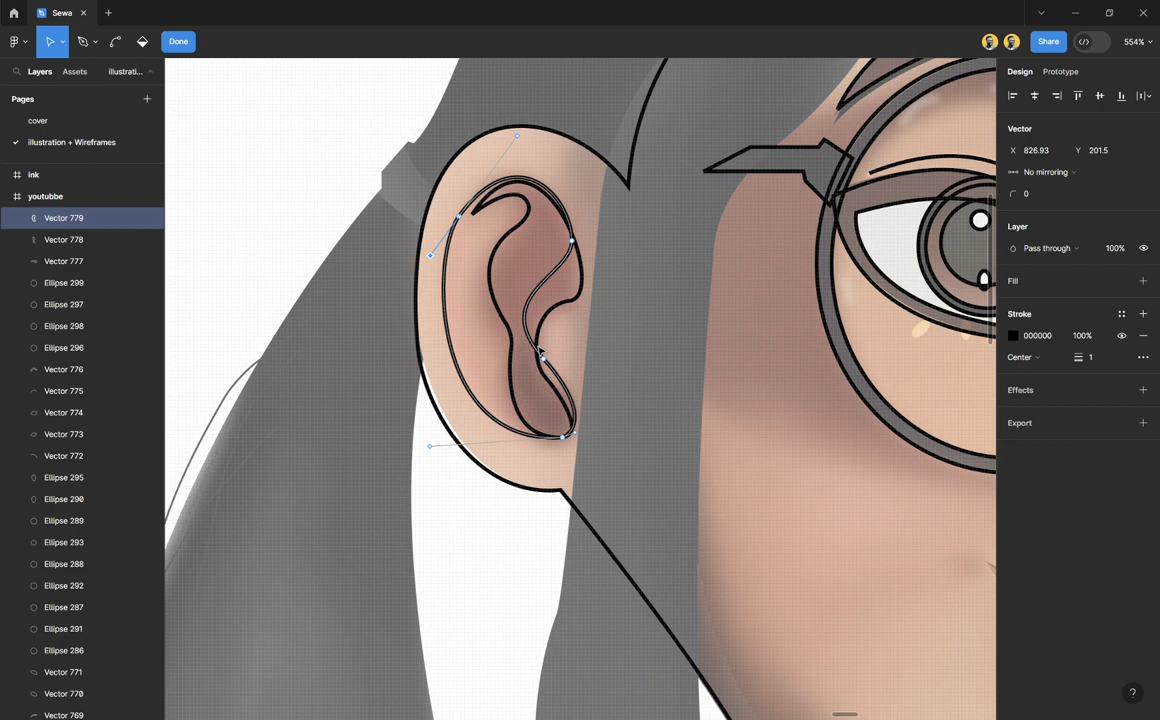 Sewa
Done
Share
554%
Layers
Assets
illustrati...
Pages
cover
illustration + Wireframes
ink
youtubbe
Vector 779
Vector 778
Vector 777
Ellipse 299
Ellipse 297
Ellipse 298
Ellipse 296
Vector 776
Vector 775
Vector 774
Vector 773
Vector 772
Ellipse 295
Ellipse 290
Ellipse 289
Ellipse 293
Ellipse 288
Ellipse 292
Ellipse 287
Ellipse 291
Ellipse 286
Vector 771
Vector 770
Vector 769
Design
Prototype
Vector
X 826.93 Y 201.5
No mirroring
0
Layer
Pass through 100%
Fill
Stroke
000000 100%
Center 1
Effects
Export
?